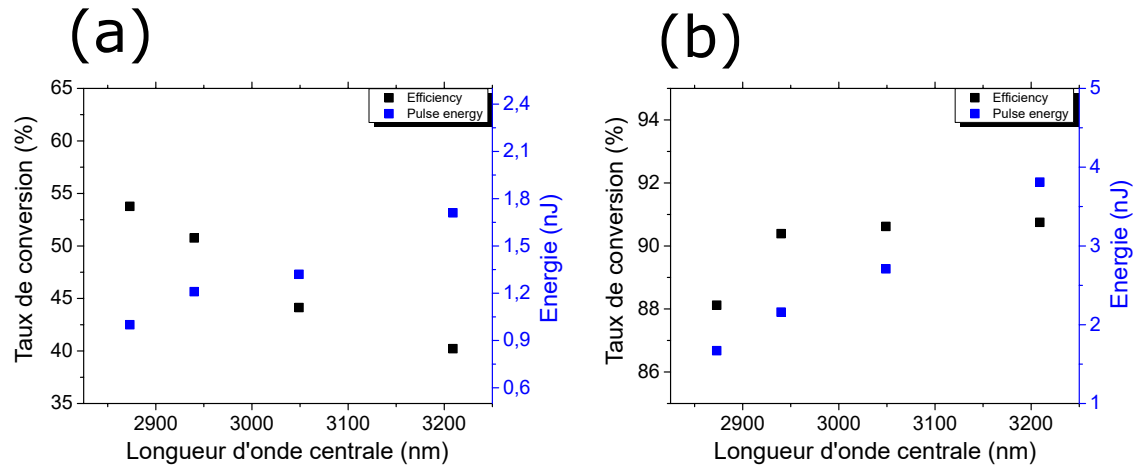 (a)
Efficiency
Pulse energy
65
60
55
50
45
40
35
Taux de conversion (%)
2,4
2,1
1,8
1,5
1,2
0,9
0,6
Energie (nJ)
2900 3000 3100 3200
Longueur d'onde centrale (nm)
(b)
Efficiency
Pulse energy
94
92
90
88
86
Taux de conversion (%)
5
4
3
2
1
Energie (nJ)
2900 3000 3100 3200
Longueur d'onde centrale (nm)